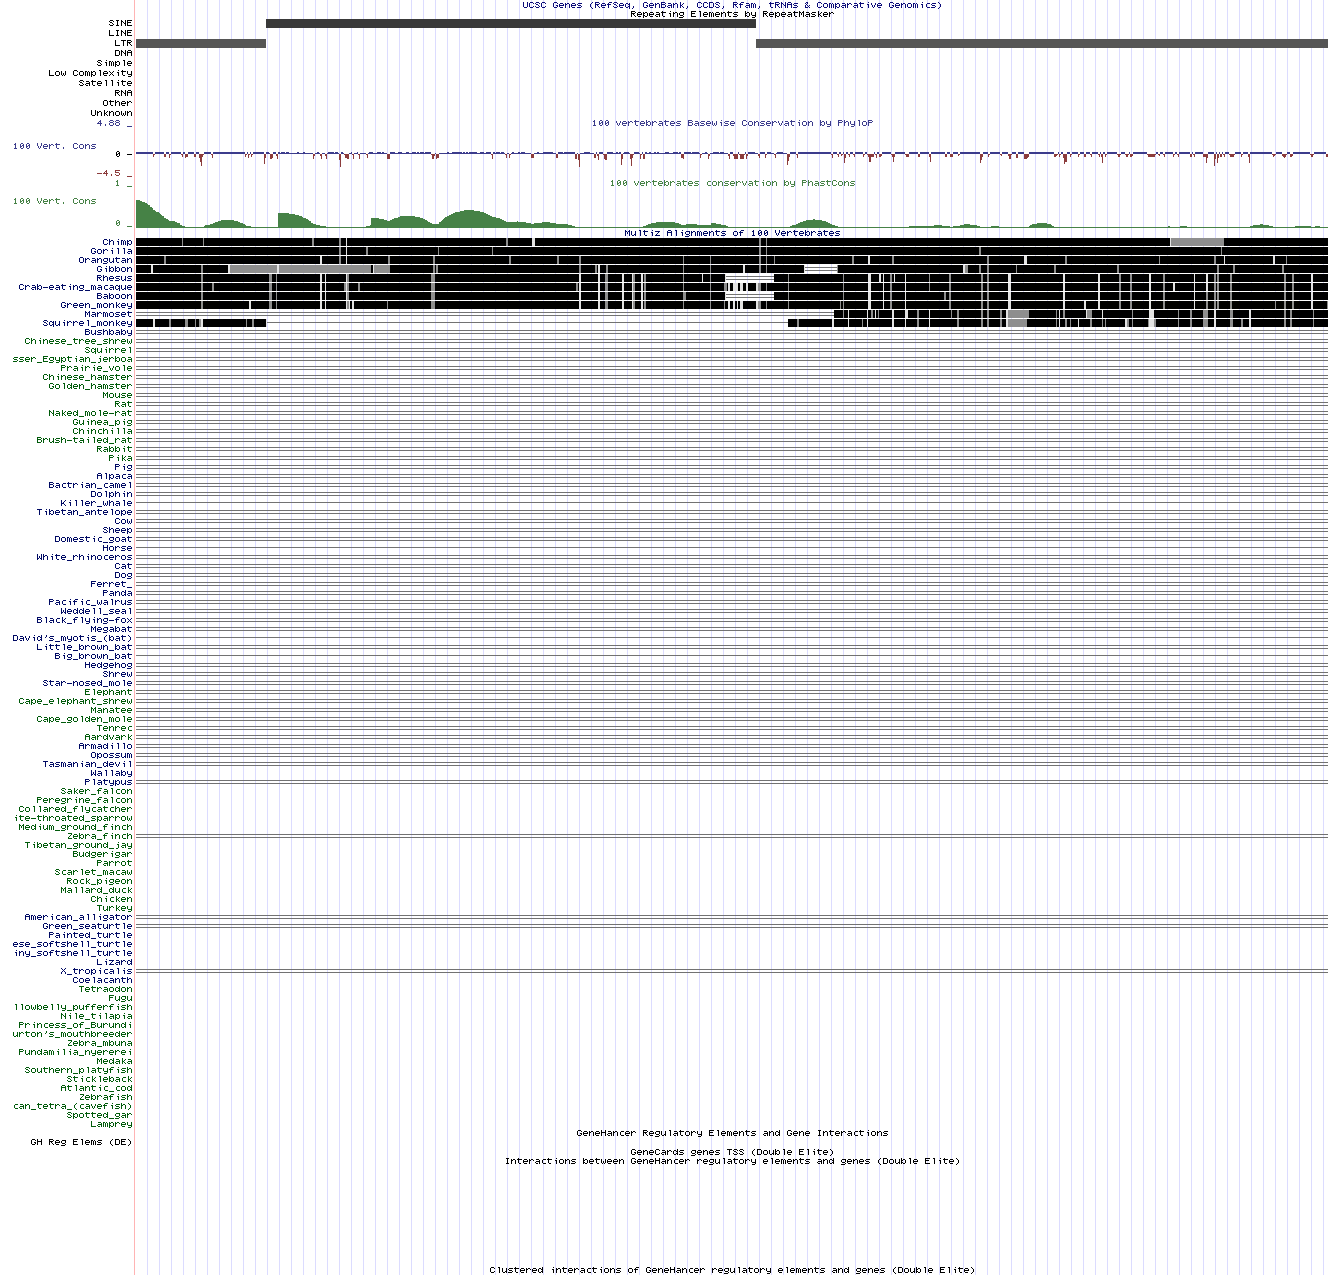 UCSC Genes (RefSeq, GenBank, CCDS, Rfam, tRNAs & Comparative Genomics)
Repeating Elements by RepeatMasker
SINE
LINE
LTR
DNA
Simple
Low Complexity
Satellite
RNA
Other
Unknown
4.88 _
100 vertebrates Basewise Conservation by PhyloP
100 Vert. Cons
0 -
-4.5 _
1 _
100 vertebrates conservation by PhastCons
100 Vert. Cons
0 _
Multiz Alignments of 100 Vertebrates
Chimp
Gorilla
Orangutan
Gibbon
Rhesus
Crab-eating_macaque
Baboon
Green_monkey
Marmoset
Squirrel_monkey
Bushbaby
Chinese_tree_shrew
Squirrel
sser_Egyptian_jerboa
Prairie_vole
Chinese_hamster
Golden_hamster
Mouse
Rat
Naked_mole-rat
Guinea_pig
Chinchilla
Brush-tailed_rat
Rabbit
Pika
Pig
Alpaca
Bactrian_camel
Dolphin
Killer_whale
Tibetan_antelope
Cow
Sheep
Domestic_goat
Horse
White_rhinoceros
Cat
Dog
Ferret_
Panda
Pacific_walrus
Weddell_seal
Black_flying-fox
Megabat
David's_myotis_(bat)
Little_brown_bat
Big_brown_bat
Hedgehog
Shrew
Star-nosed_mole
Elephant
Cape_elephant_shrew
Manatee
Cape_golden_mole
Tenrec
Aardvark
Armadillo
Opossum
Tasmanian_devil
Wallaby
Platypus
Saker_falcon
Peregrine_falcon
Collared_flycatcher
ite-throated_sparrow
Medium_ground_finch
Zebra_finch
Tibetan_ground_jay
Budgerigar
Parrot
Scarlet_macaw
Rock_pigeon
Mallard_duck
Chicken
Turkey
American_alligator
Green_seaturtle
Painted_turtle
ese_softshell_turtle
iny_softshell_turtle
Lizard
X_tropicalis
Coelacanth
Tetraodon
Fugu
llowbelly_pufferfish
Nile_tilapia
Princess_of_Burundi
urton's_mouthbreeder
Zebra_mbuna
Pundamilia_nyererei
Medaka
Southern_platyfish
Stickleback
Atlantic_cod
Zebrafish
can_tetra_(cavefish)
Spotted_gar
Lamprey
GeneHancer Regulatory Elements and Gene Interactions
GH Reg Elems (DE)
GeneCards genes TSS (Double Elite)
Interactions between GeneHancer regulatory elements and genes (Double Elite)
Clustered interactions of GeneHancer regulatory elements and genes (Double Elite)